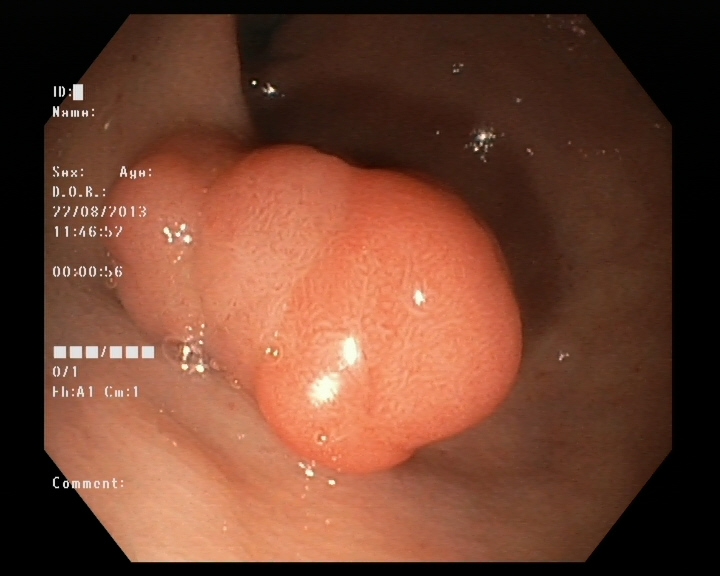 ID:
Name:
Sex: Age:
D.O.R.:
22/08/2013
11:46:52
00:00:56
■■■/■■■
0/1
Eh:A1 Cm:1
Comment: